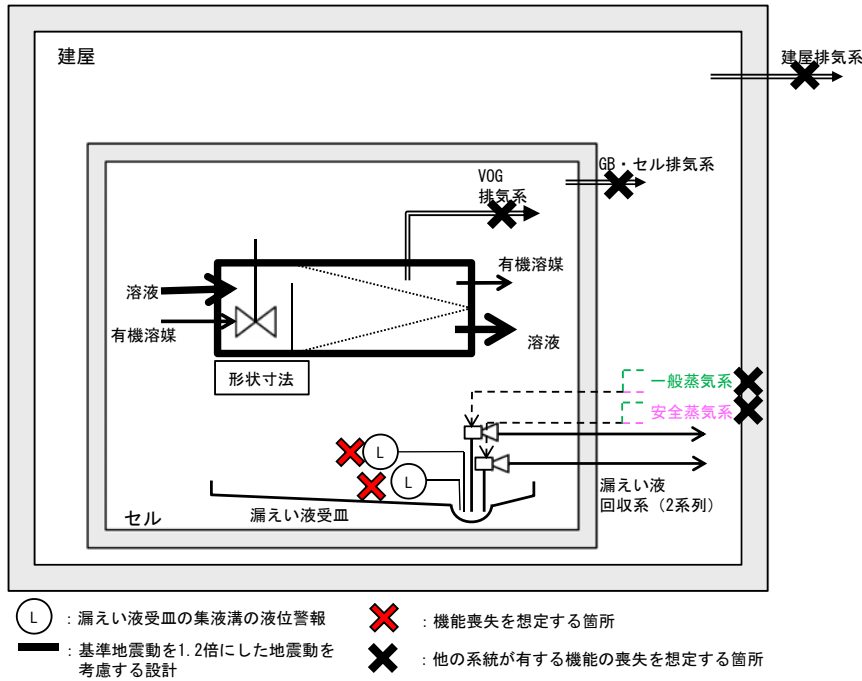 建屋
建屋排気系
GB・セル排気系
VOG
排気系
溶液
有機溶媒
有機溶媒
溶液
形状寸法
一般蒸気系
安全蒸気系
L
L
漏えい液
回収系（2系列）
漏えい液受皿
セル
L
：漏えい液受皿の集液溝の液位警報
：機能喪失を想定する箇所
：基準地震動を1.2倍にした地震動を
考慮する設計
：他の系統が有する機能の喪失を想定する箇所